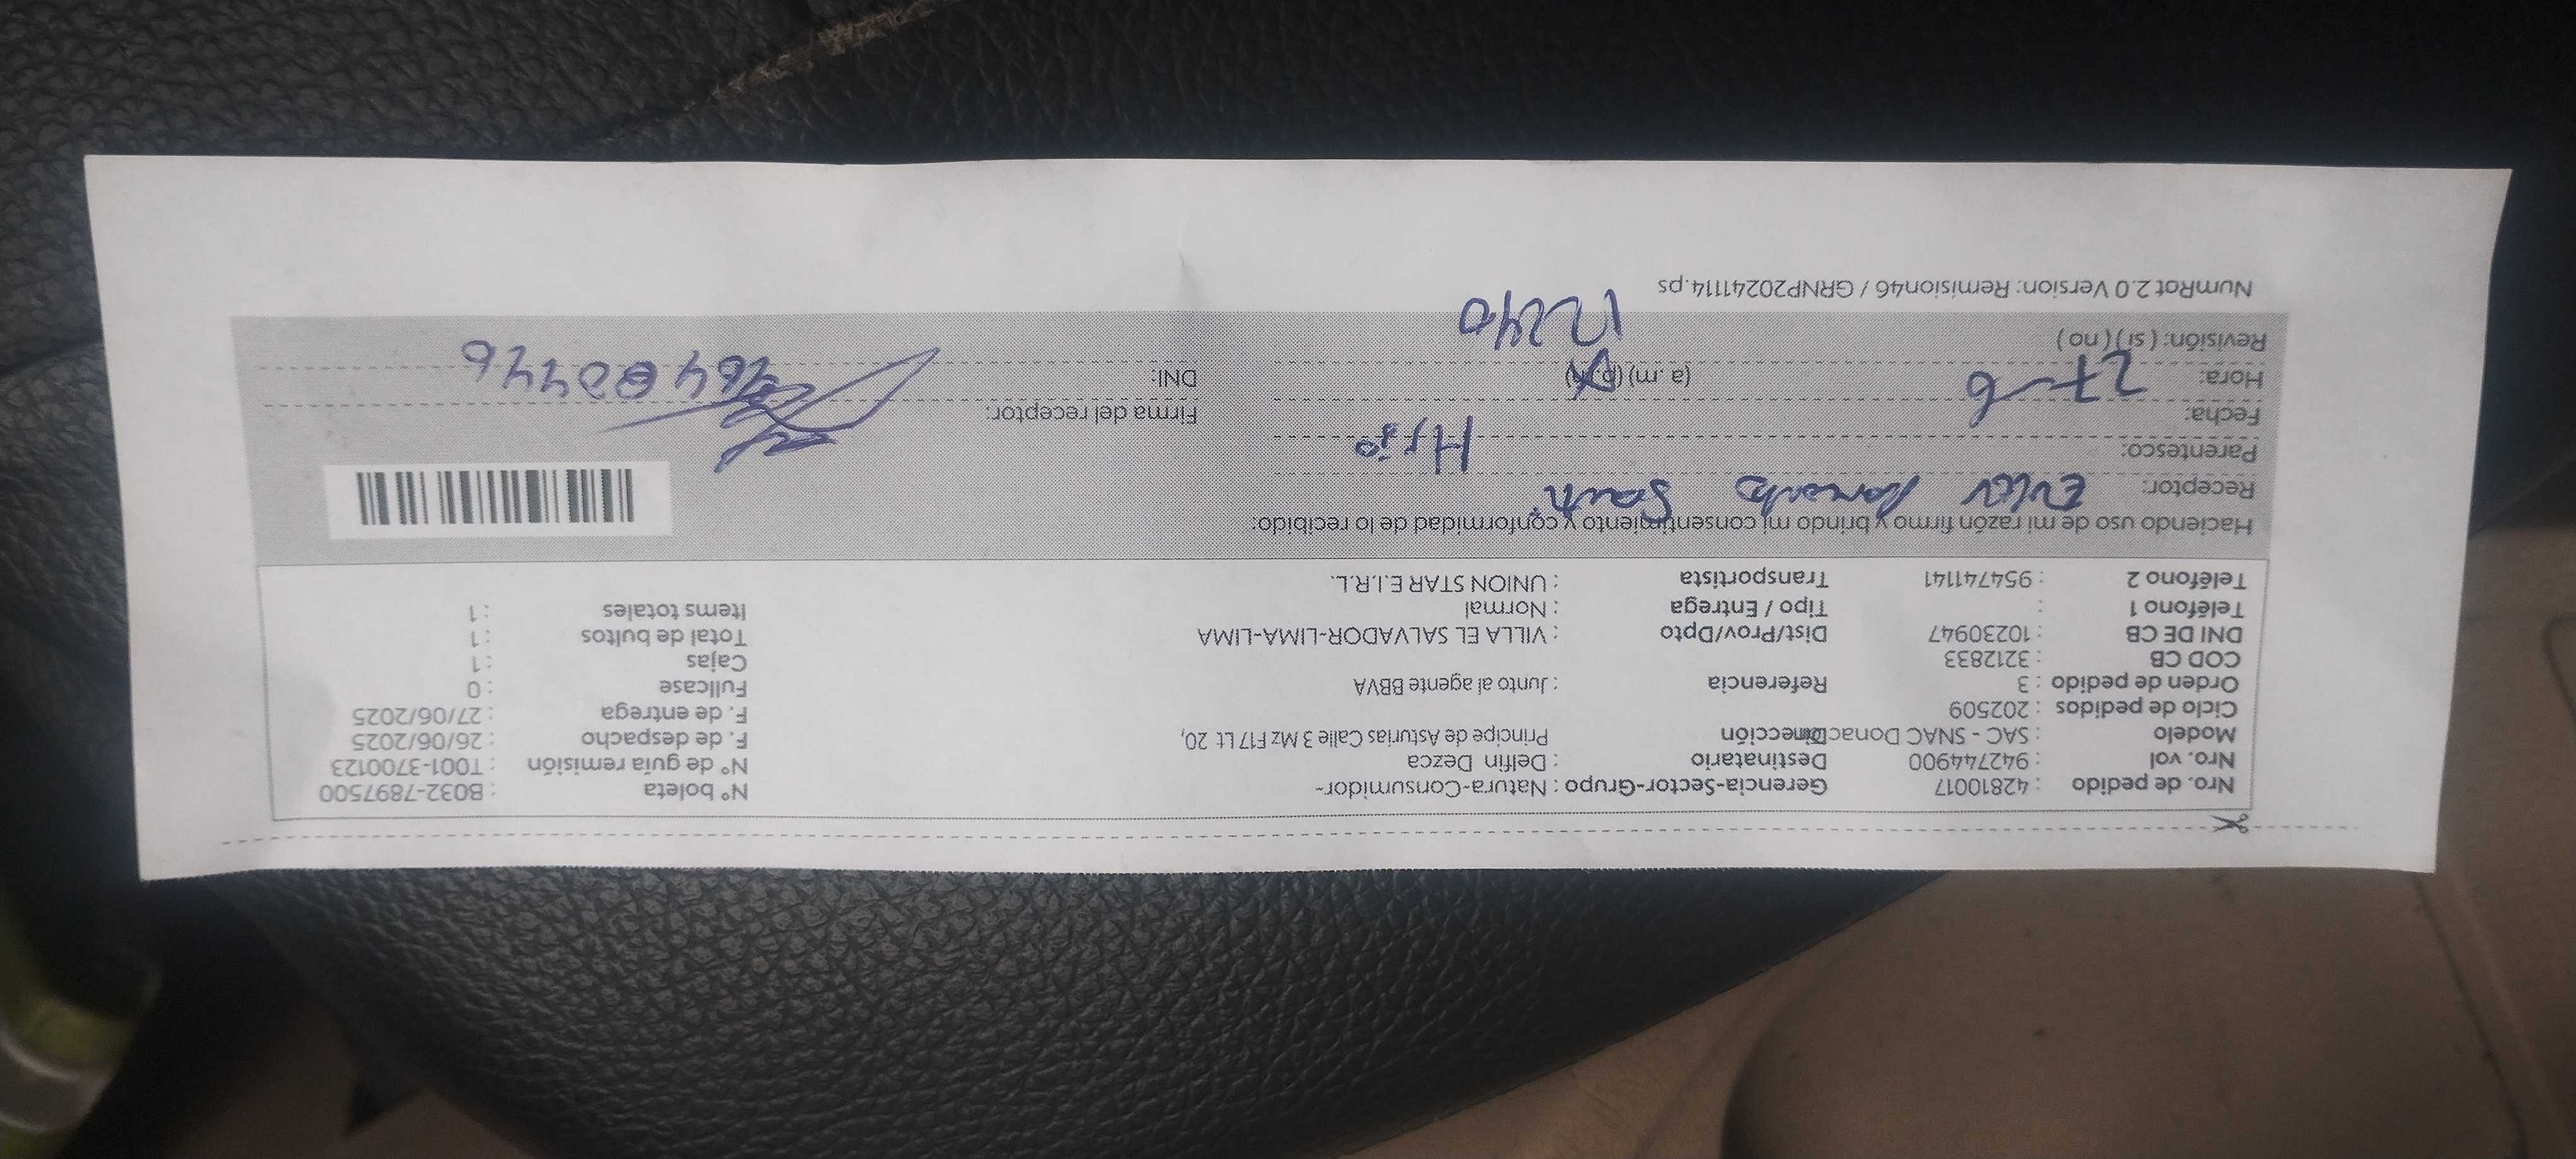 Nro. de pedido : 42810017 Gerencia-Sector-Grupo : Natura-Consumidor- N° boleta : B032-7897500
Nro. vol : 942744900 Destinatario : Delfin Dezca N° de guía remisión : T001-3700123
Modelo : SAC - SNAC Donacio Dirección Principe de Asturias Calle 3 Mz F17 Lt 20, F. de despacho : 26/06/2025
Ciclo de pedidos : 202509 F. de entrega : 27/06/2025
Orden de pedido : 3 Referencia : Junto al agente BBVA Fullcase : 0
COD CB : 3212833 Cajas : 1
DNI DE CB : 10230947 Dist/Prov/Dpto : VILLA EL SALVADOR-LIMA-LIMA Total de bultos : 1
Teléfono 1 : Tipo / Entrega : Normal Items totales : 1
Teléfono 2 : 954741141 Transportista : UNION STAR E.I.R.L.
Haciendo uso de mi razón firmo y brindo mi consentimiento y conformidad de lo recibido:
Receptor:
Parentesco: Hijo
Fecha: 27-6 Firma del receptor:
Hora: (a.m) (p.m) DNI:
Revisión: ( si ) ( no ) 12240
NumRot 2.0 Version: Remision46 / GRNP20241114.ps